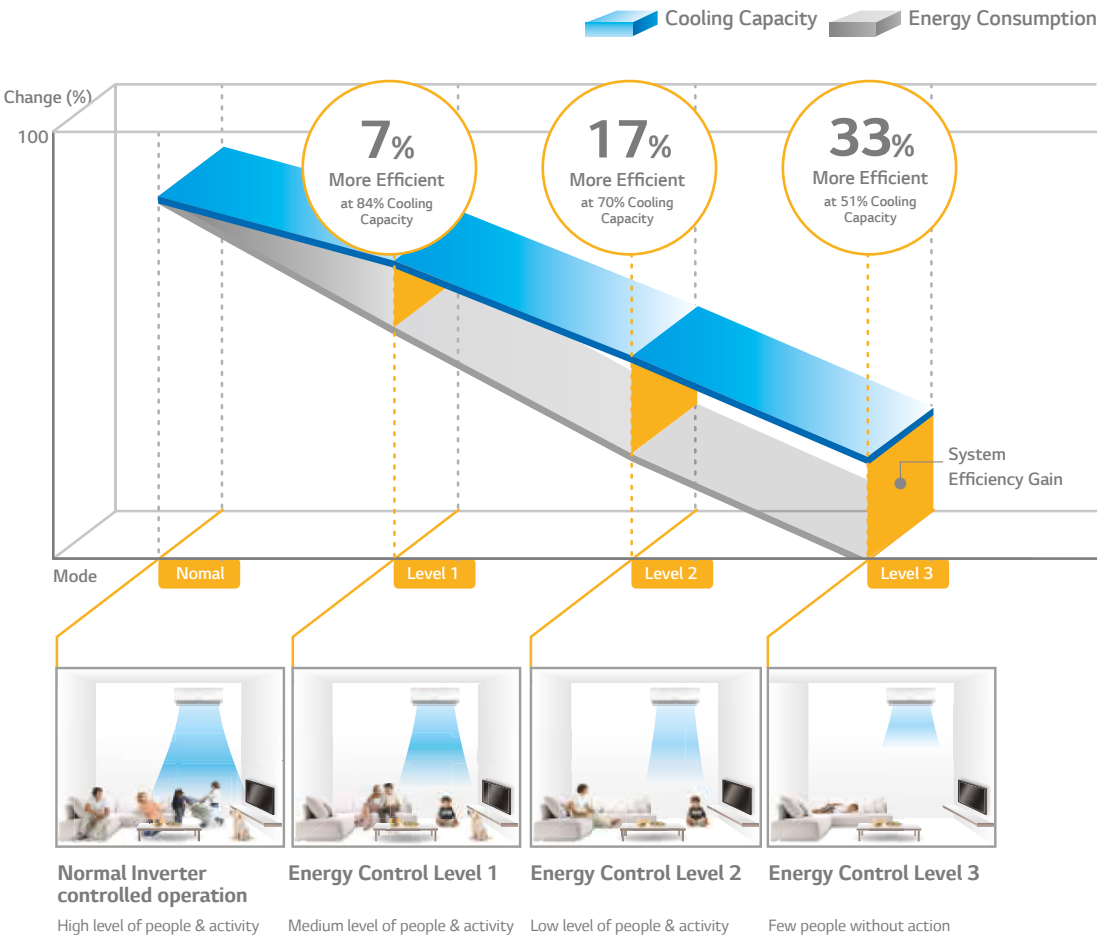 Cooling Capacity
Energy Consumption
Change (%)
100
7%
More Efficient
at 84% Cooling
Capacity
17%
More Efficient
at 70% Cooling
Capacity
33%
More Efficient
at 51% Cooling
Capacity
System
Efficiency Gain
Mode
Nomal
Level 1
Level 2
Level 3
Normal Inverter
controlled operation
High level of people & activity
Energy Control Level 1
Medium level of people & activity
Energy Control Level 2
Low level of people & activity
Energy Control Level 3
Few people without action